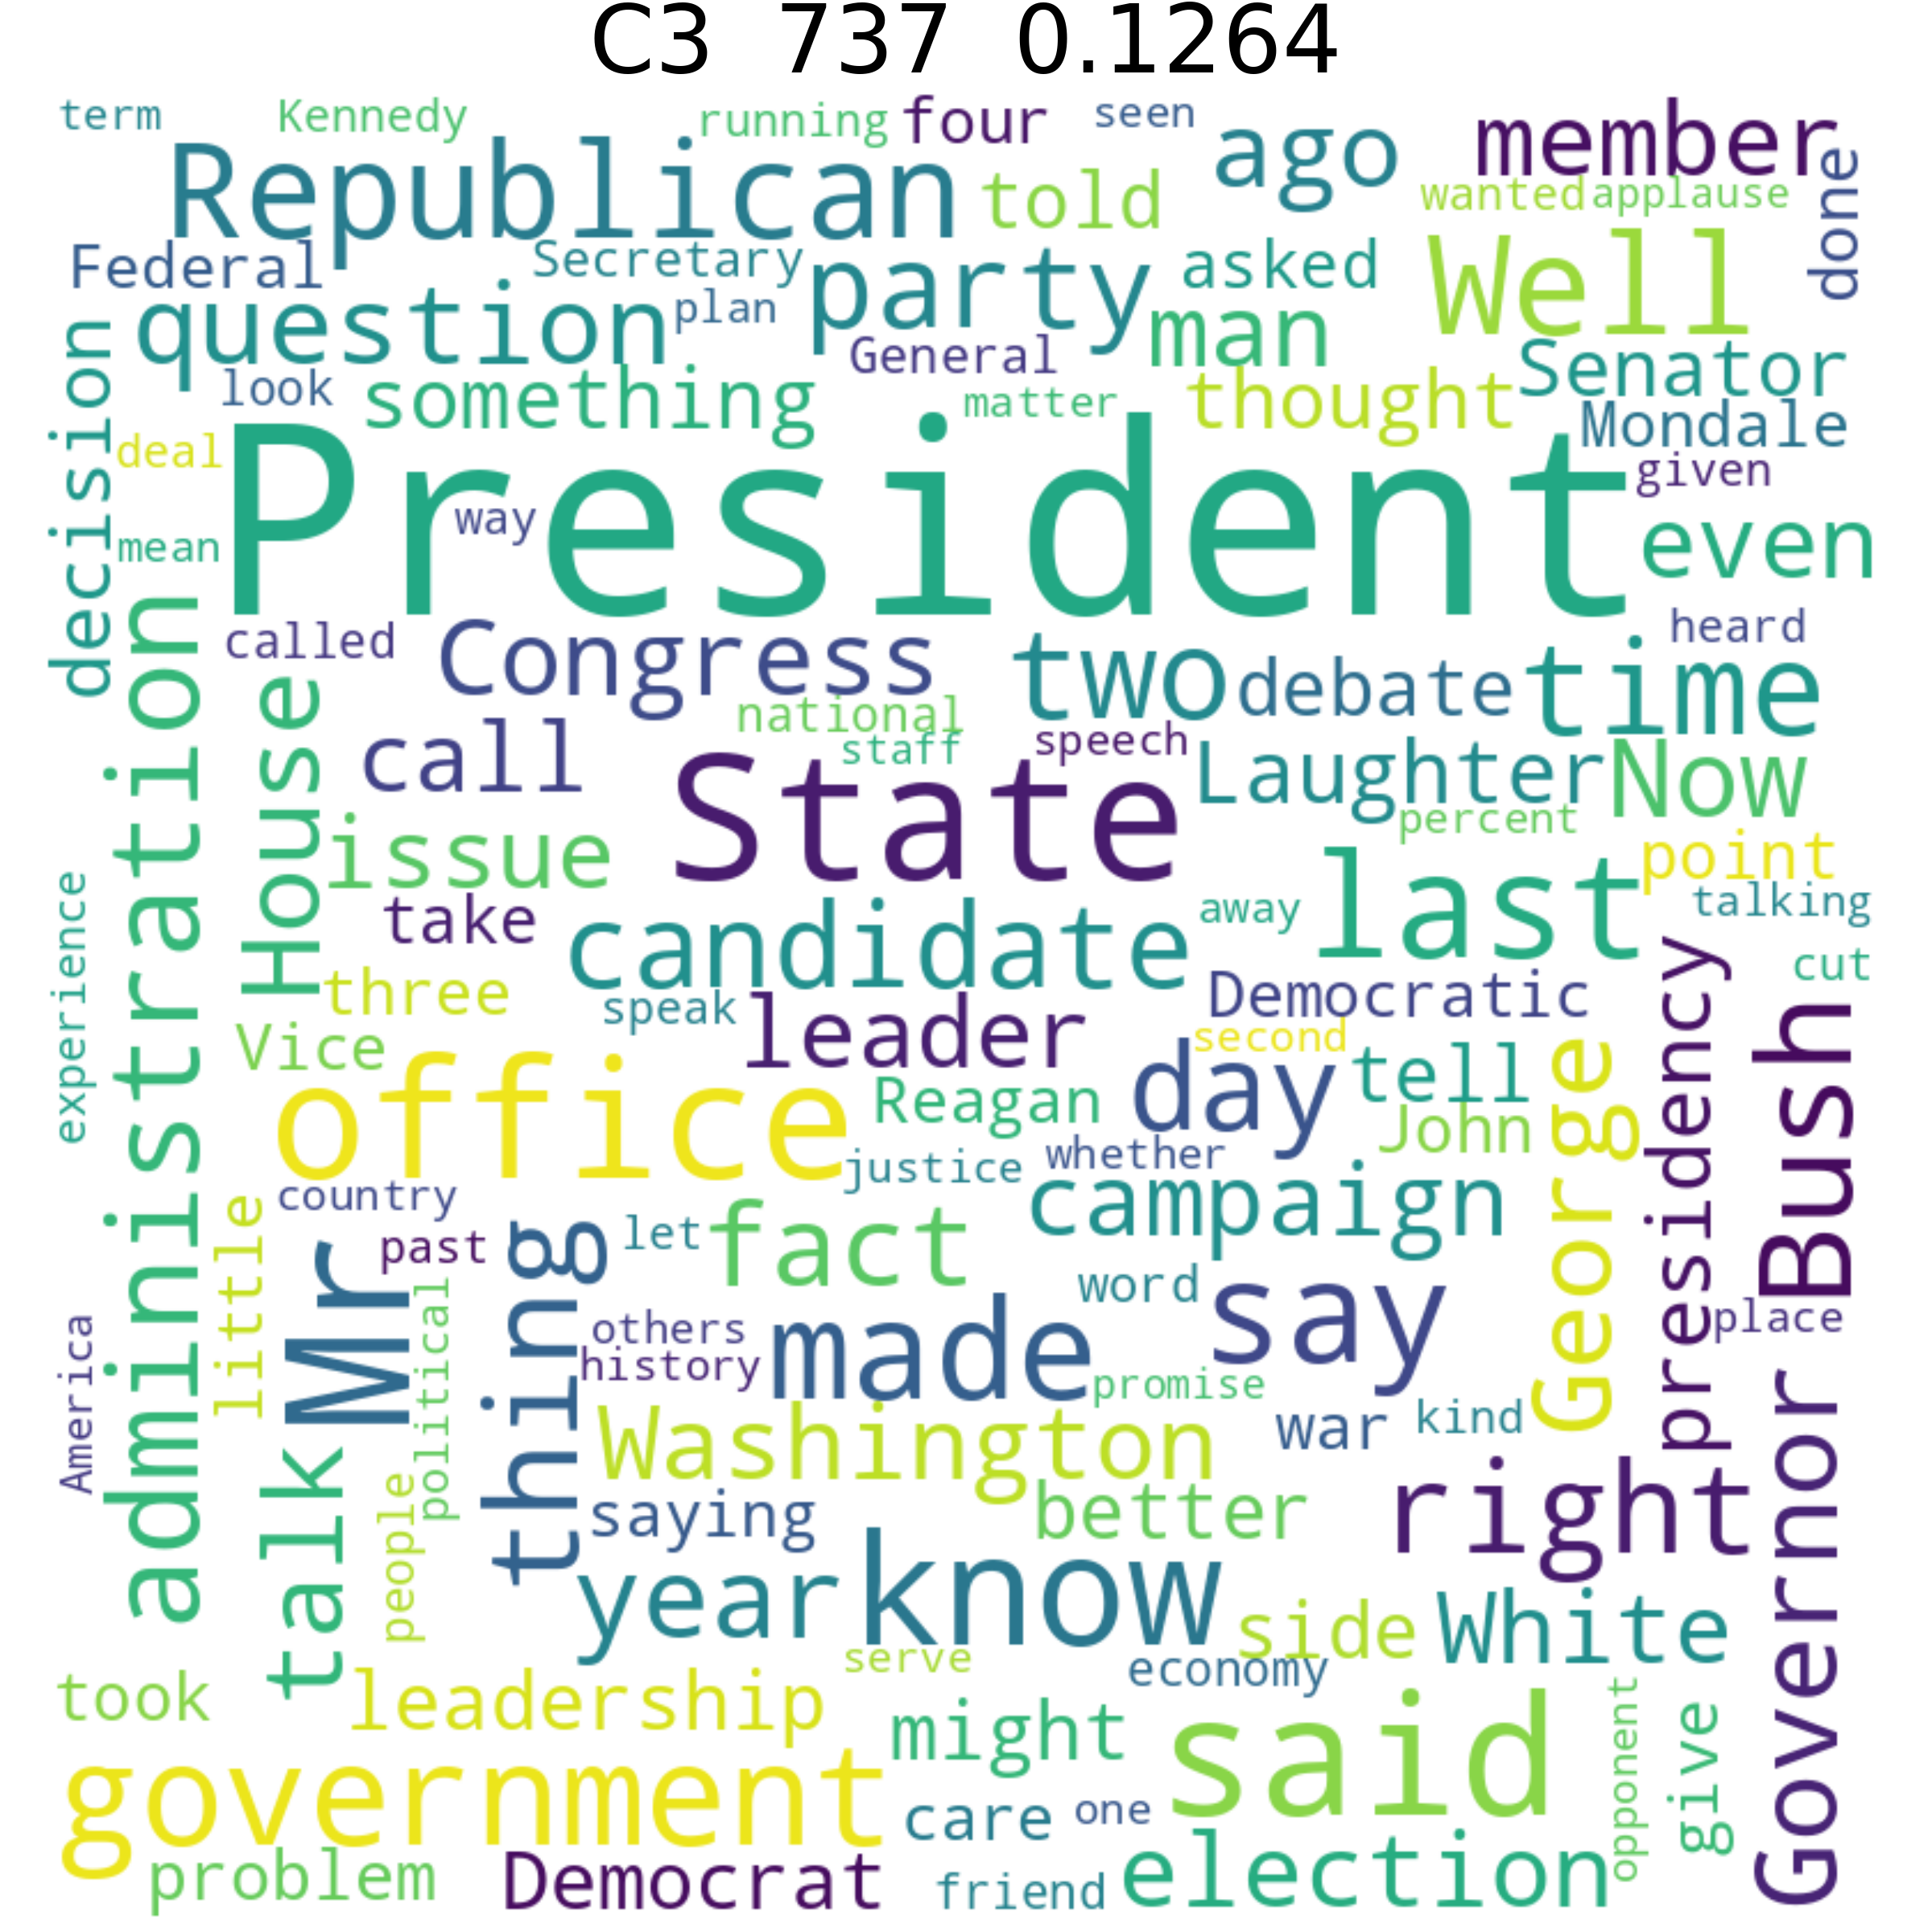 C3 737 0.1264
term Kennedy running four seen member
Republican told ago wanted applause done
Federal Secretary party asked Well
question plan man
General Senator
decision look something matter thought Mondale
deal President given
mean way even
called Congress two debate time heard
administration House call national staff speech Laughter Now
State percent
issue last point
experience take candidate away talking
three speak leader Democratic presidency cut
Vice second
office Reagan day tell George Bush
John
justice whether
country campaign
little Mr past thing let fact
political word say
America others made place
history promise
talk Washington war kind
people saying better right Governor
year know side White
serve economy
took leadership might said opponent give
government care one
problem Democrat friend election